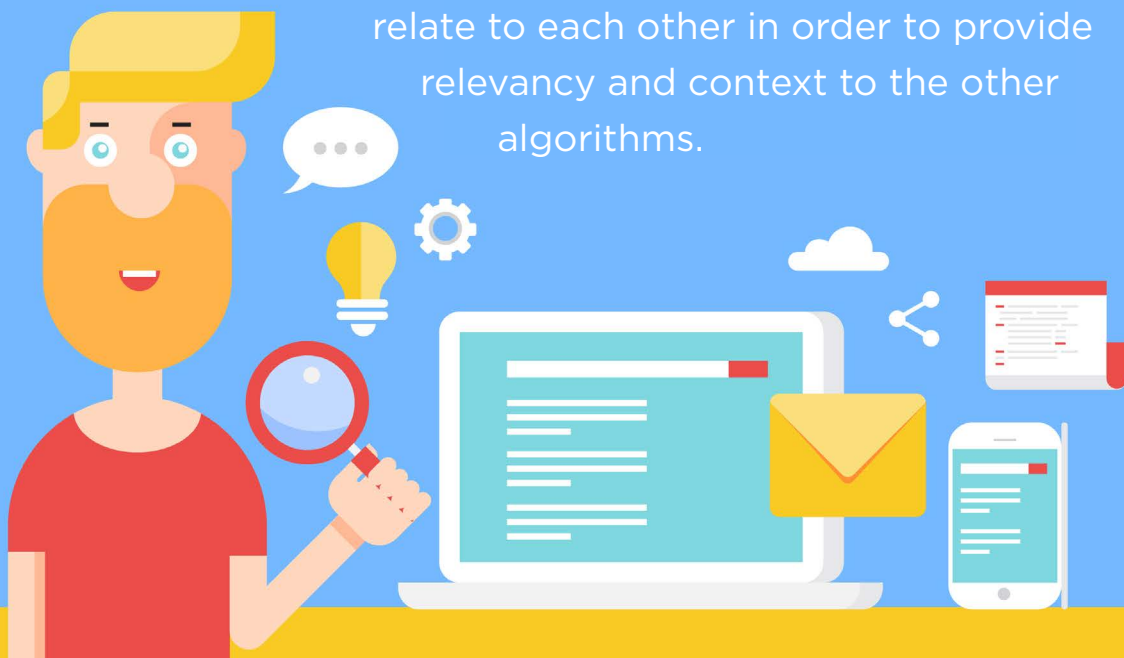 relate to each other in order to provide
relevancy and context to the other
algorithms.